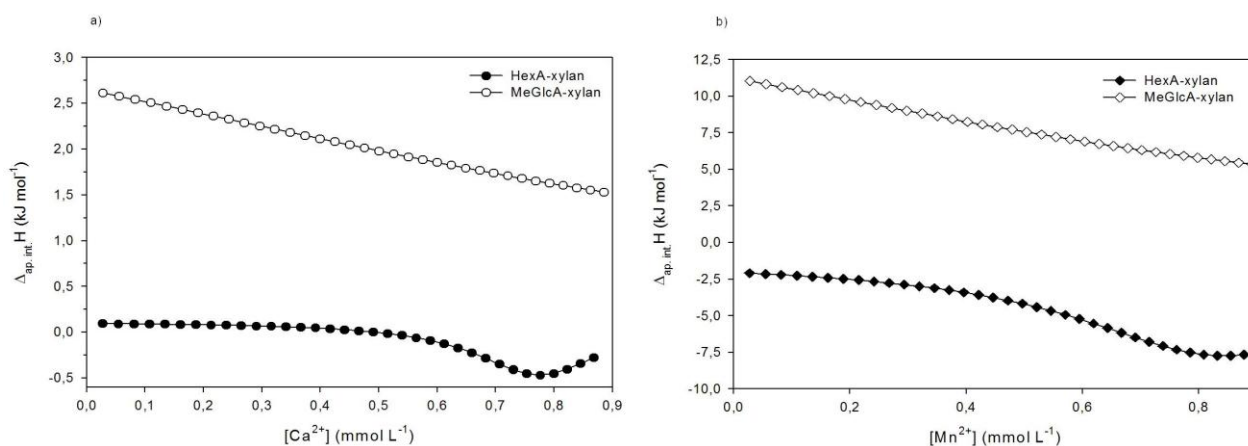 a)
3,0
2,5
2,0
1,5
1,0
0,5
0,0
-0,5
Δap. int.H (kJ mol-1)
HexA-xylan
MeGlcA-xylan
0,0 0,1 0,2 0,3 0,4 0,5 0,6 0,7 0,8 0,9
[Ca2+] (mmol L-1)
b)
12,5
10,0
7,5
5,0
2,5
0,0
-2,5
-5,0
-7,5
-10,0
Δap. int.H (kJ mol-1)
HexA-xylan
MeGlcA-xylan
0,0 0,2 0,4 0,6 0,8
[Mn2+] (mmol L-1)